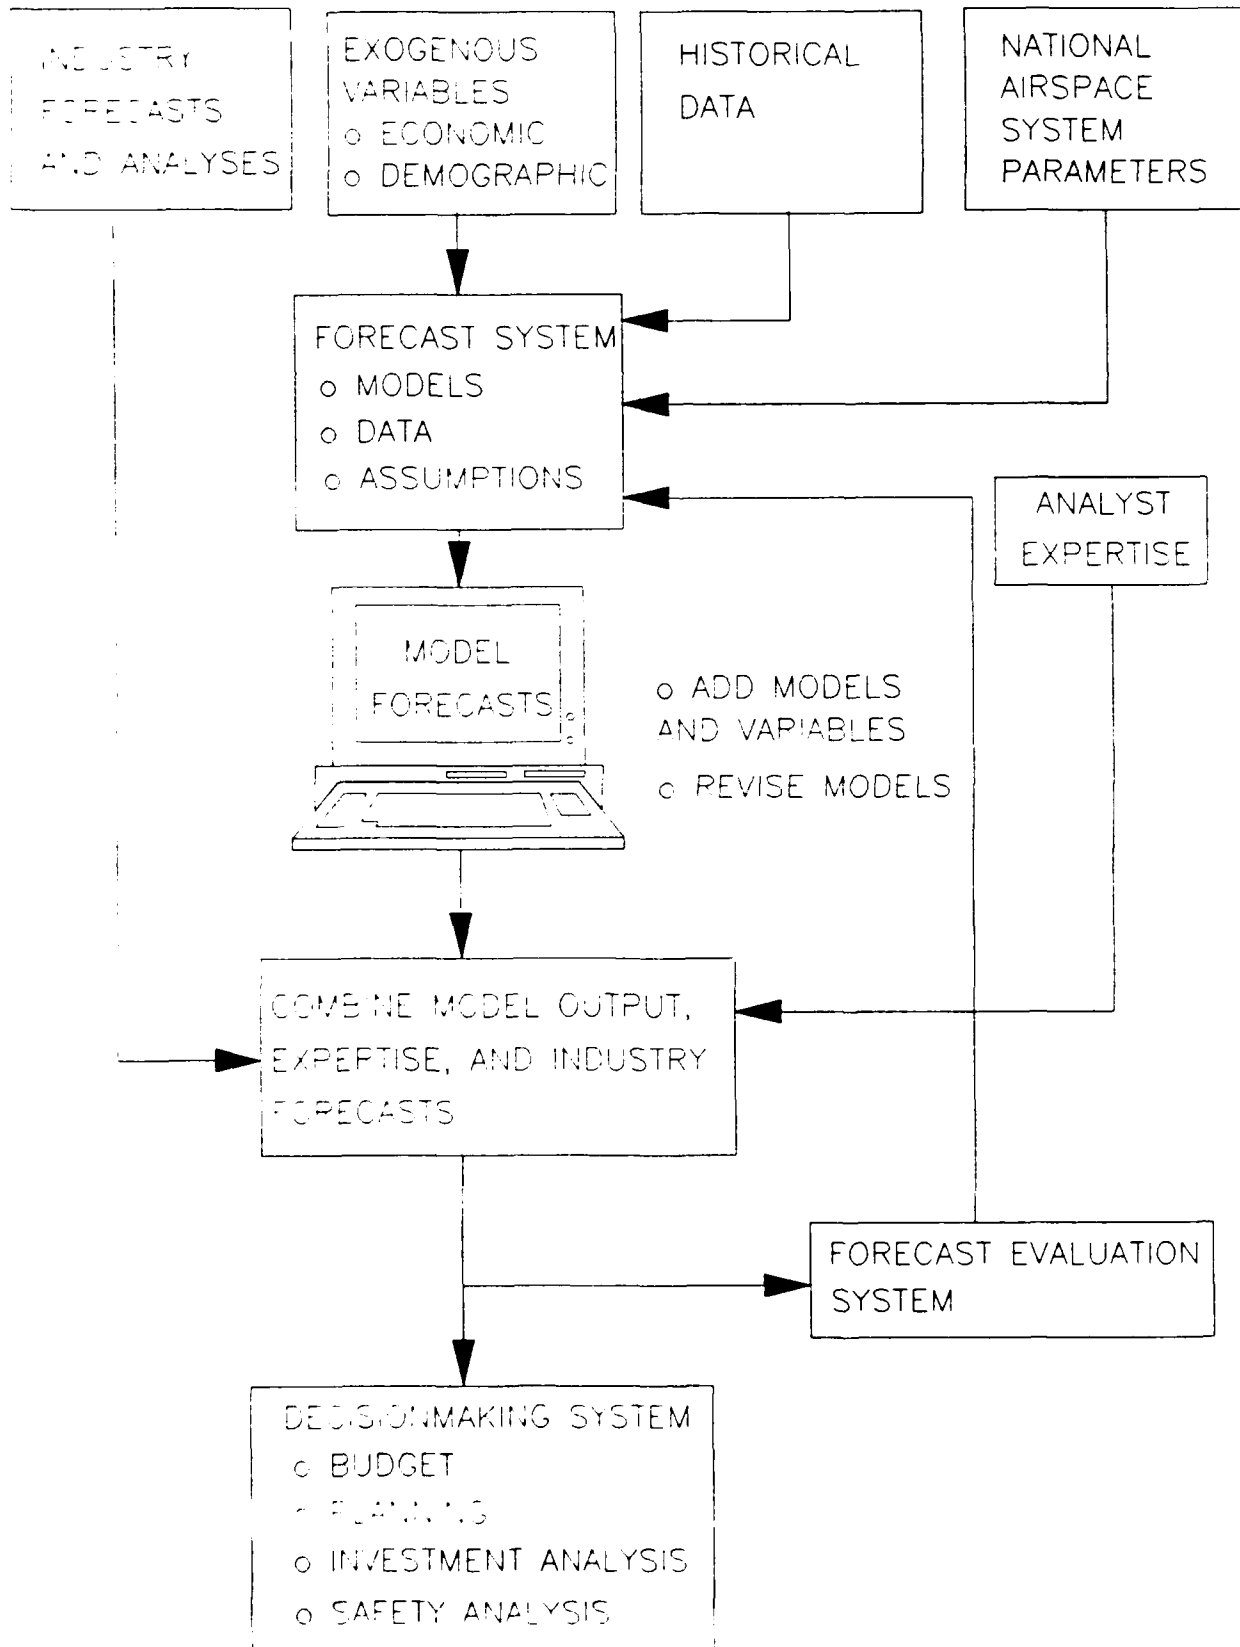 INDUSTRY
FORECASTS
AND ANALYSES
EXOGENOUS
VARIABLES
o ECONOMIC
o DEMOGRAPHIC
HISTORICAL
DATA
NATIONAL
AIRSPACE
SYSTEM
PARAMETERS
FORECAST SYSTEM
o MODELS
o DATA
o ASSUMPTIONS
ANALYST
EXPERTISE
MODEL
FORECASTS
o ADD MODELS
AND VARIABLES
o REVISE MODELS
COMBINE MODEL OUTPUT,
EXPERTISE, AND INDUSTRY
FORECASTS
FORECAST EVALUATION
SYSTEM
DECISIONMAKING SYSTEM
o BUDGET
o PLANNING
o INVESTMENT ANALYSIS
o SAFETY ANALYSIS